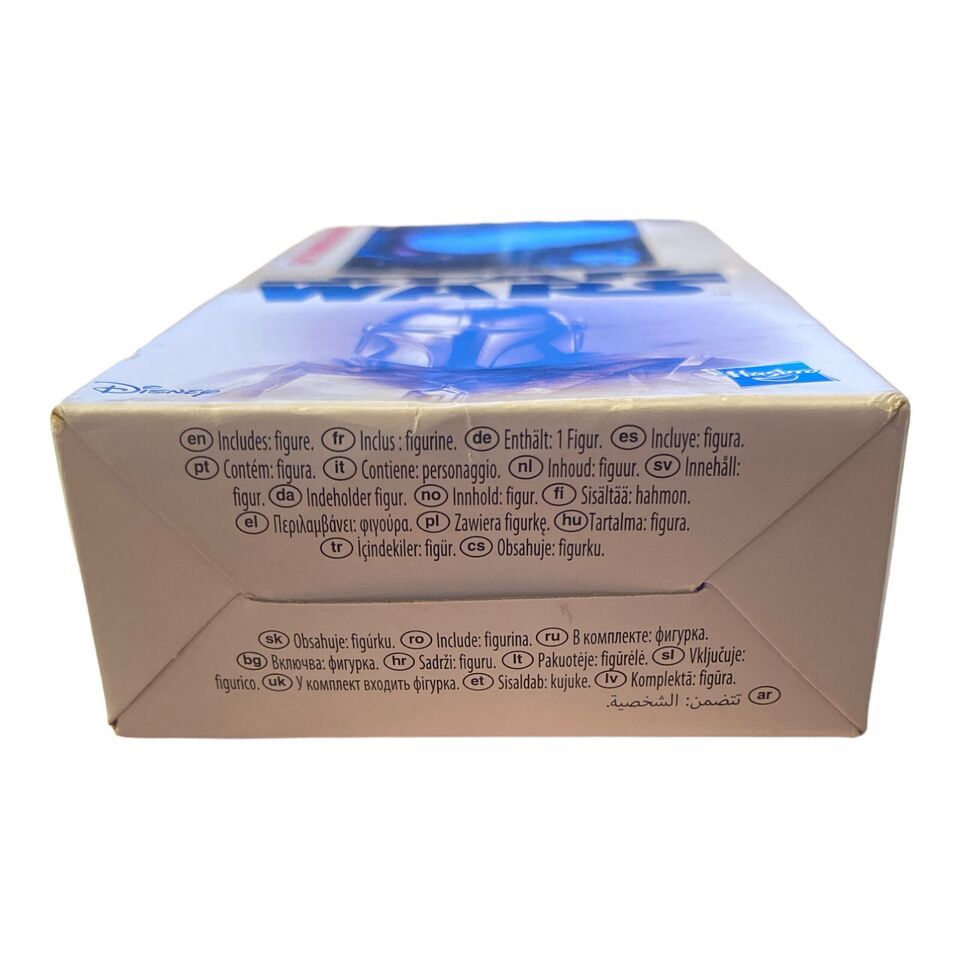 WARS
Disney
Hasbro
en Includes: figure. fr Inclus : figurine. de Enthält: 1 Figur. es Incluye: figura.
pt Contém: figura. it Contiene: personaggio. nl Inhoud: figuur. sv Innehåll:
figur. da Indeholder figur. no Innhold: figur. fi Sisältää: hahmon.
el Περιλαμβάνει: φιγούρα. pl Zawiera figurkę. hu Tartalma: figura.
tr İçindekiler: figür. cs Obsahuje: figurku.
sk Obsahuje: figúrku. ro Include: figurina. ru В комплекте: фигурка.
bg Включва: фигурка. hr Sadrži: figuru. lt Pakuotėje: figūrėlė. sl Vključuje:
figurico. uk У комплект входить фігурка. et Sisaldab: kujuke. lv Komplektā: figūra.
ar تتضمن: الشخصية.